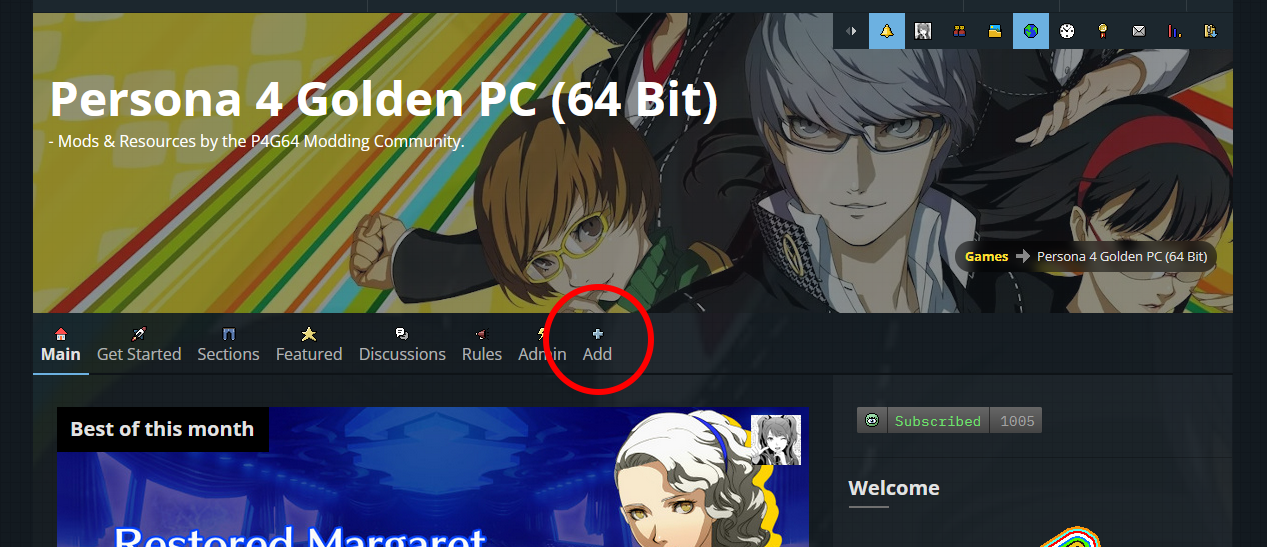 Persona 4 Golden PC (64 Bit)
- Mods & Resources by the P4G64 Modding Community.
Games Persona 4 Golden PC (64 Bit)
Main Get Started Sections Featured Discussions Rules Admin Add
Best of this month
Subscribed 1005
Welcome
Restored Margaret